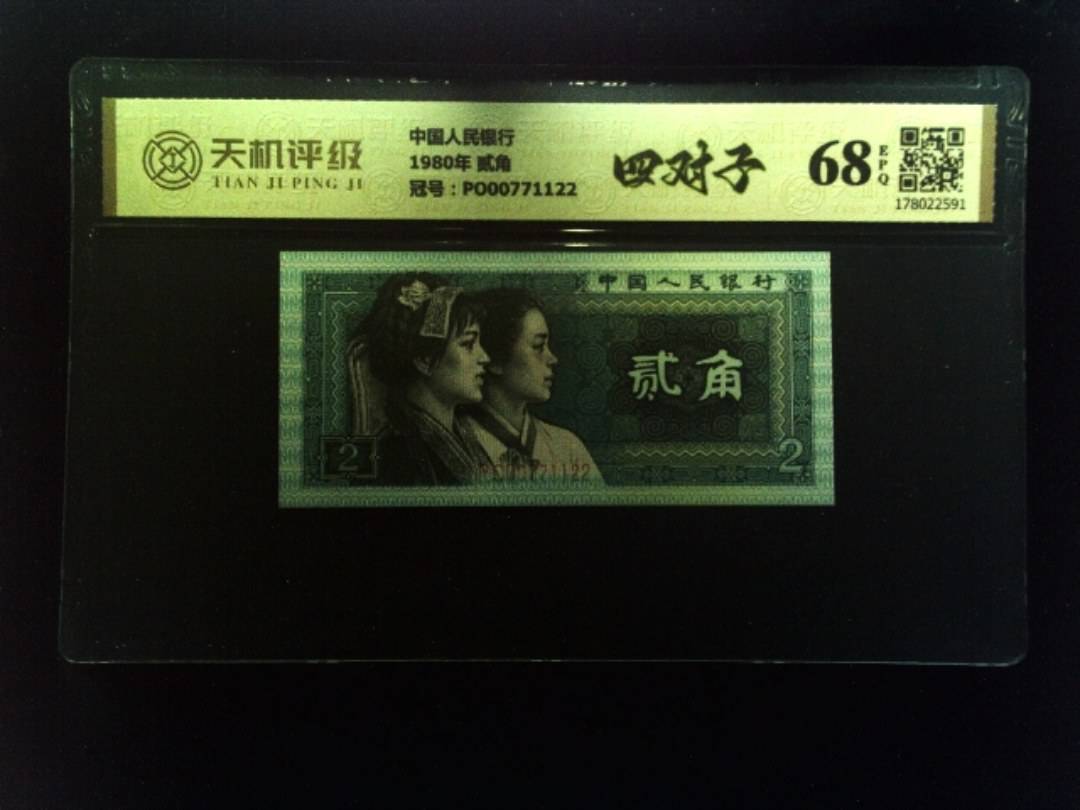 天机评级
TIAN JI PING JI
中国人民银行
1980年 贰角
冠号：PO00771122
四对子
68
EPQ
178022591
中国人民银行
贰角
2
2
PO00771122